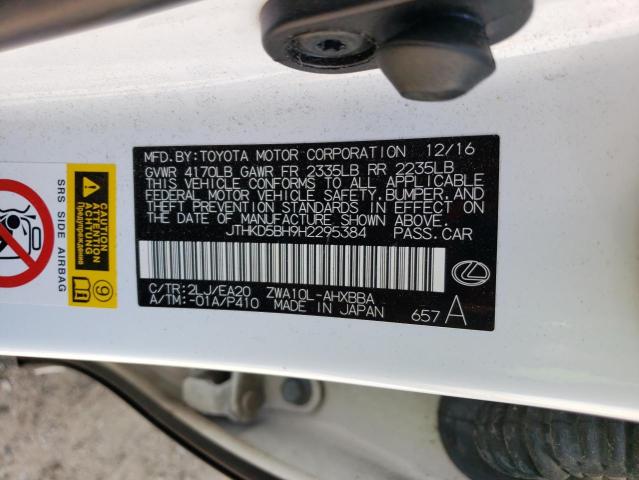 MFD.BY:TOYOTA MOTOR CORPORATION 12/16
GVWR 4170LB GAWR FR 2335LB RR 2235LB
THIS VEHICLE CONFORMS TO ALL APPLICABLE
FEDERAL MOTOR VEHICLE SAFETY, BUMPER, AND
THEFT PREVENTION STANDARDS IN EFFECT ON
THE DATE OF MANUFACTURE SHOWN ABOVE.
JTHKD5BH9H2295384 PASS.CAR
C/TR:2LJ/EA20 ZWA10L-AHXBBA
A/TM:-01A/P410 MADE IN JAPAN
657 A
SRS SIDE AIRBAG
Предупреждение
9